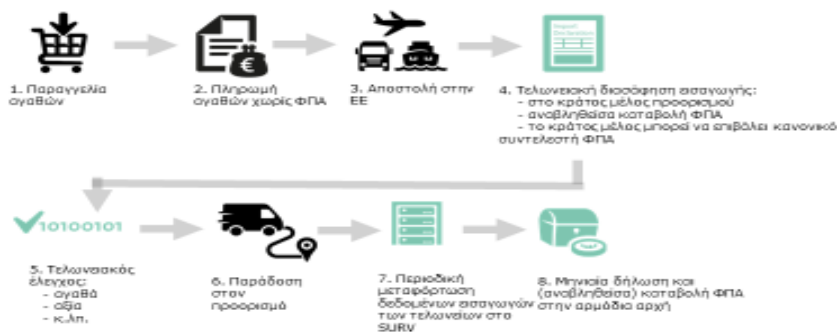 1. Παραγγελία
αγαθών
2. Πληρωμή
αγαθών χωρίς ΦΠΑ
3. Αποστολή στην
ΕΕ
4. Τελωνειακή διασάφηση εισαγωγής:
- στο κράτος μέλος προορισμού
- αναβληθείσα καταβολή ΦΠΑ
- το κράτος μέλος μπορεί να επιβάλει κανονικό
συντελεστή ΦΠΑ
10100101
5. Τελωνειακός
έλεγχος:
- αγαθά
- αξία
- κ.λπ.
6. Παράδοση
στον
προορισμό
7. Περιοδική
μεταφόρτωση
δεδομένων εισαγωγών
των τελωνείων στο
SURV
8. Μηνιαία δήλωση και
(αναβληθείσα) καταβολή ΦΠΑ
στην αρμόδια αρχή